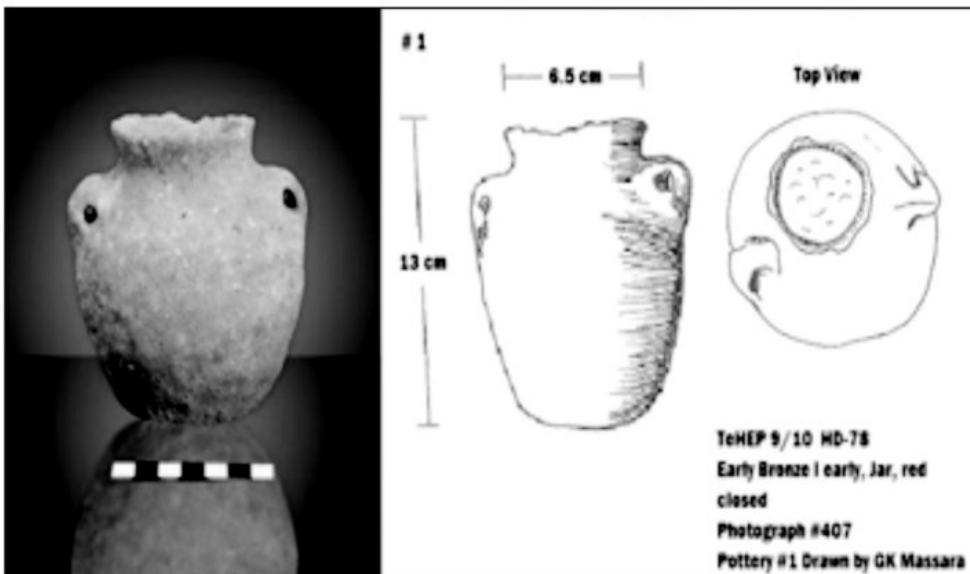 # 1
6.5 cm
Top View
13 cm
TeHEP 9/10 HD-78
Early Bronze I early, Jar, red
closed
Photograph #407
Pottery #1 Drawn by GK Massara